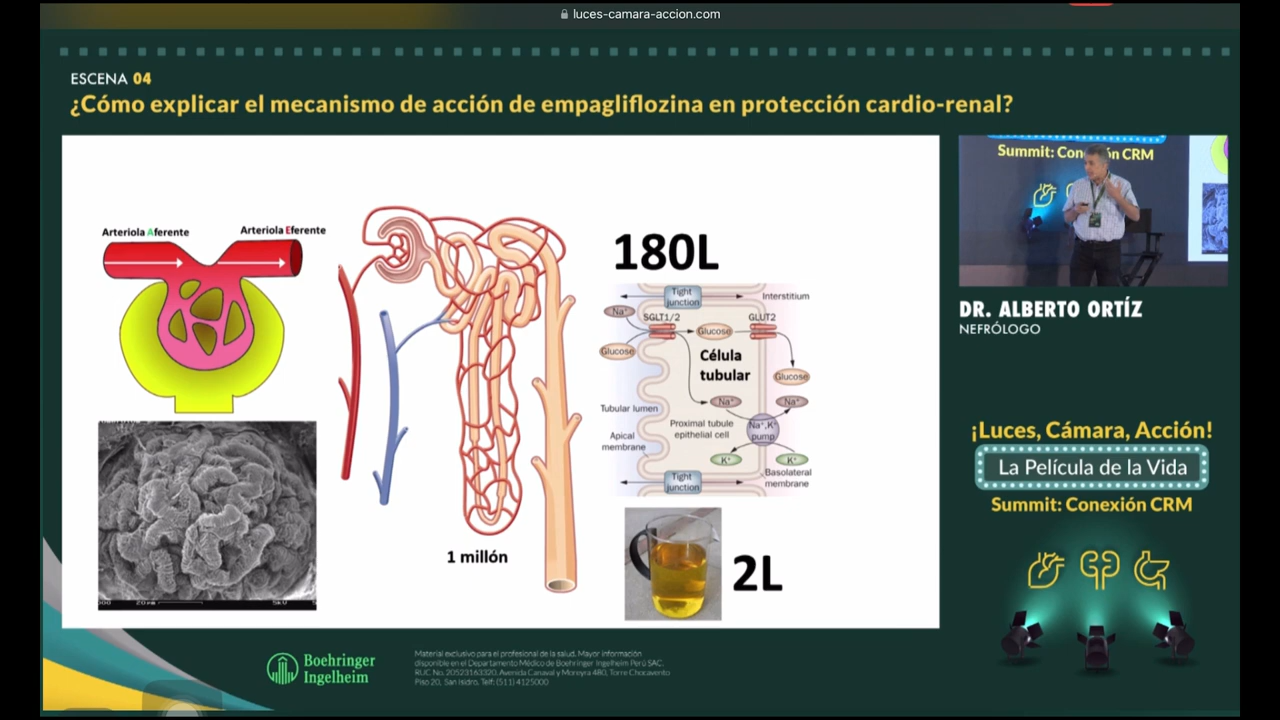 luces-camara-accion.com
ESCENA 04
¿Cómo explicar el mecanismo de acción de empagliflozina en protección cardio-renal?
Arteriola Aferente
Arteriola Eferente
1 millón
180L
Tight
junction
Interstitium
Na⁺
SGLT1/2
GLUT2
Glucose
Glucose
Célula
tubular
Glucose
Na⁺
Na⁺
Tubular lumen
Proximal tubule
epithelial cell
Na⁺,K⁺
pump
Apical
membrane
K⁺
K⁺
Tight
junction
Basolateral
membrane
2L
Summit: Conexión CRM
DR. ALBERTO ORTÍZ
NEFRÓLOGO
¡Luces, Cámara, Acción!
La Película de la Vida
Summit: Conexión CRM
Boehringer
Ingelheim
Material exclusivo para el profesional de la salud. Mayor información
disponible en el Departamento Médico de Boehringer Ingelheim Perú SAC.
RUC No. 20523163320. Avenida Canaval y Moreyra 480, Torre Chocavento
Piso 20, San Isidro. Telf: (511) 4125000